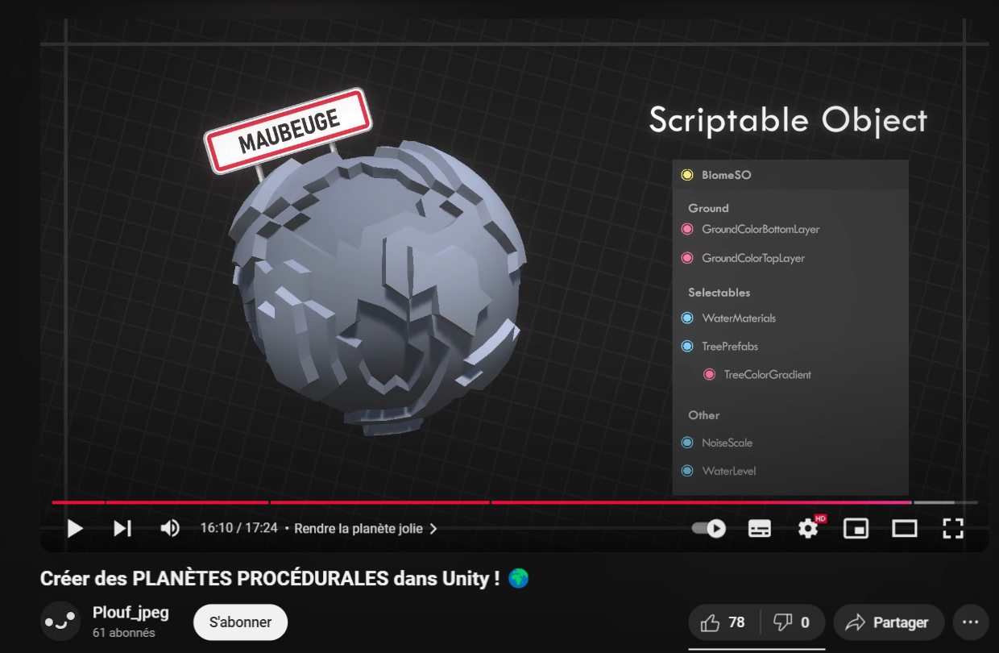 MAUBEUGE
Scriptable Object
BiomeSO
Ground
GroundColorBottomLayer
GroundColorTopLayer
Selectables
WaterMaterials
TreePrefabs
TreeColorGradient
Other
NoiseScale
WaterLevel
HD
16:10 / 17:24 • Rendre la planète jolie
Créer des PLANÈTES PROCÉDURALES dans Unity ! 🌍
Plouf_jpeg
61 abonnés
S'abonner
78
0
Partager